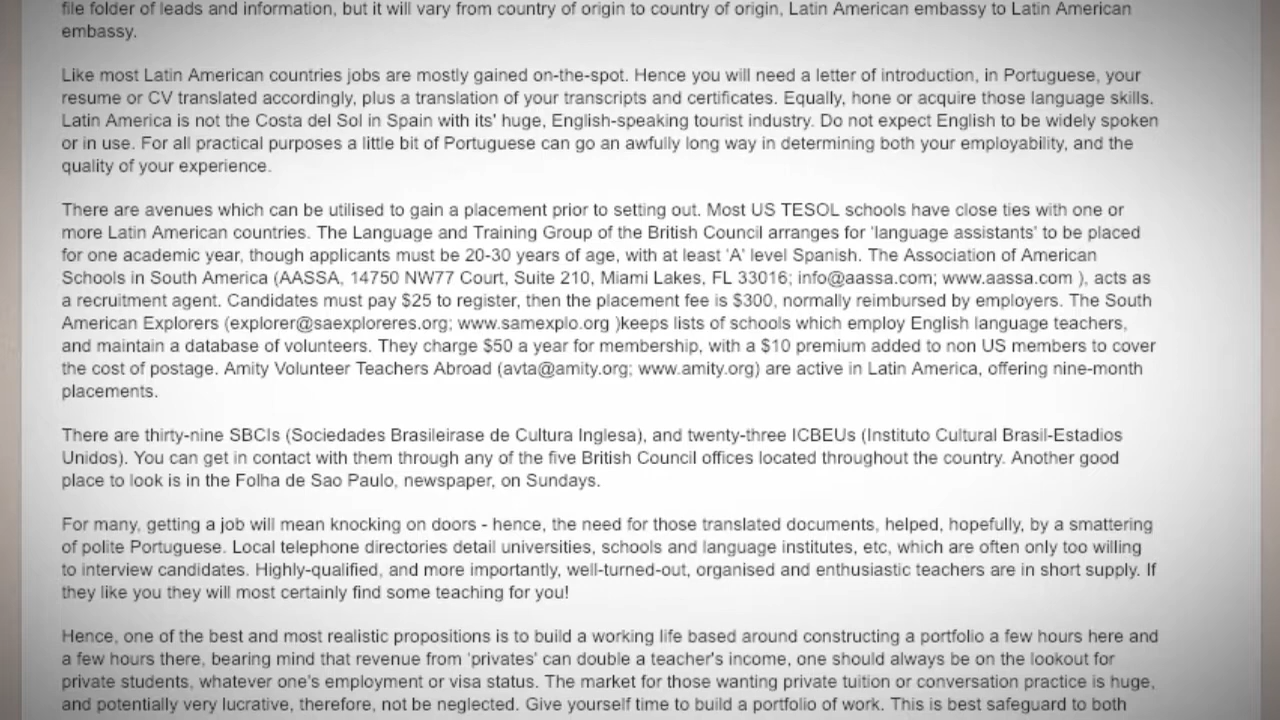 file folder of leads and information, but it will vary from country of origin to country of origin, Latin American embassy to Latin American
embassy.
Like most Latin American countries jobs are mostly gained on-the-spot. Hence you will need a letter of introduction, in Portuguese, your
resume or CV translated accordingly, plus a translation of your transcripts and certificates. Equally, hone or acquire those language skills.
Latin America is not the Costa del Sol in Spain with its' huge, English-speaking tourist industry. Do not expect English to be widely spoken
or in use. For all practical purposes a little bit of Portuguese can go an awfully long way in determining both your employability, and the
quality of your experience.
There are avenues which can be utilised to gain a placement prior to setting out. Most US TESOL schools have close ties with one or
more Latin American countries. The Language and Training Group of the British Council arranges for 'language assistants' to be placed
for one academic year, though applicants must be 20-30 years of age, with at least 'A' level Spanish. The Association of American
Schools in South America (AASSA, 14750 NW77 Court, Suite 210, Miami Lakes, FL 33016; info@aassa.com; www.aassa.com ), acts as
a recruitment agent. Candidates must pay $25 to register, then the placement fee is $300, normally reimbursed by employers. The South
American Explorers (explorer@saexploreres.org; www.samexplo.org )keeps lists of schools which employ English language teachers,
and maintain a database of volunteers. They charge $50 a year for membership, with a $10 premium added to non US members to cover
the cost of postage. Amity Volunteer Teachers Abroad (avta@amity.org; www.amity.org) are active in Latin America, offering nine-month
placements.
There are thirty-nine SBCIs (Sociedades Brasileirase de Cultura Inglesa), and twenty-three ICBEUs (Instituto Cultural Brasil-Estadios
Unidos). You can get in contact with them through any of the five British Council offices located throughout the country. Another good
place to look is in the Folha de Sao Paulo, newspaper, on Sundays.
For many, getting a job will mean knocking on doors - hence, the need for those translated documents, helped, hopefully, by a smattering
of polite Portuguese. Local telephone directories detail universities, schools and language institutes, etc, which are often only too willing
to interview candidates. Highly-qualified, and more importantly, well-turned-out, organised and enthusiastic teachers are in short supply. If
they like you they will most certainly find some teaching for you!
Hence, one of the best and most realistic propositions is to build a working life based around constructing a portfolio a few hours here and
a few hours there, bearing mind that revenue from 'privates' can double a teacher's income, one should always be on the lookout for
private students, whatever one's employment or visa status. The market for those wanting private tuition or conversation practice is huge,
and potentially very lucrative, therefore, not be neglected. Give yourself time to build a portfolio of work. This is best safeguard to both